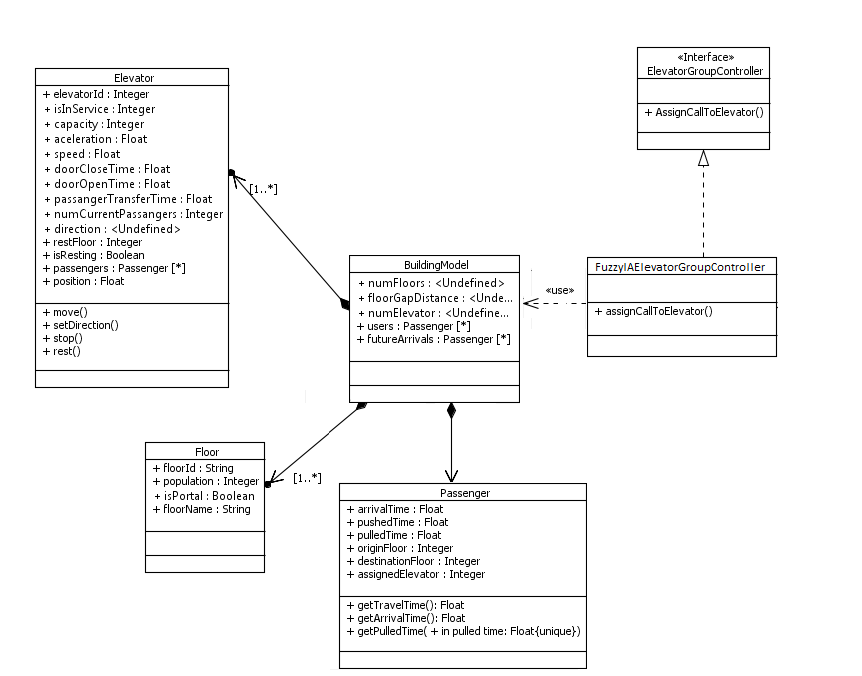 «Interface»
ElevatorGroupController
+ AssignCallToElevator()
Elevator
+ elevatorId : Integer
+ isInService : Integer
+ capacity : Integer
+ aceleration : Float
+ speed : Float
+ doorCloseTime : Float
+ doorOpenTime : Float
+ passangerTransferTime : Float
+ numCurrentPassangers : Integer
+ direction : <Undefined>
+ restFloor : Integer
+ isResting : Boolean
+ passengers : Passenger [*]
+ position : Float
+ move()
+ setDirection()
+ stop()
+ rest()
[1..*]
BuildingModel
+ numFloors : <Undefined>
+ floorGapDistance : <Unde...
+ numElevator : <Undefine...
+ users : Passenger [*]
+ futureArrivals : Passenger [*]
«use»
FuzzyIAElevatorGroupController
+ assignCallToElevator()
Floor
+ floorId : String
+ population : Integer
+ isPortal : Boolean
+ floorName : String
[1..*]
Passenger
+ arrivalTime : Float
+ pushedTime : Float
+ pulledTime : Float
+ originFloor : Integer
+ destinationFloor : Integer
+ assignedElevator : Integer
+ getTravelTime(): Float
+ getArrivalTime(): Float
+ getPulledTime( + in pulled time: Float{unique})